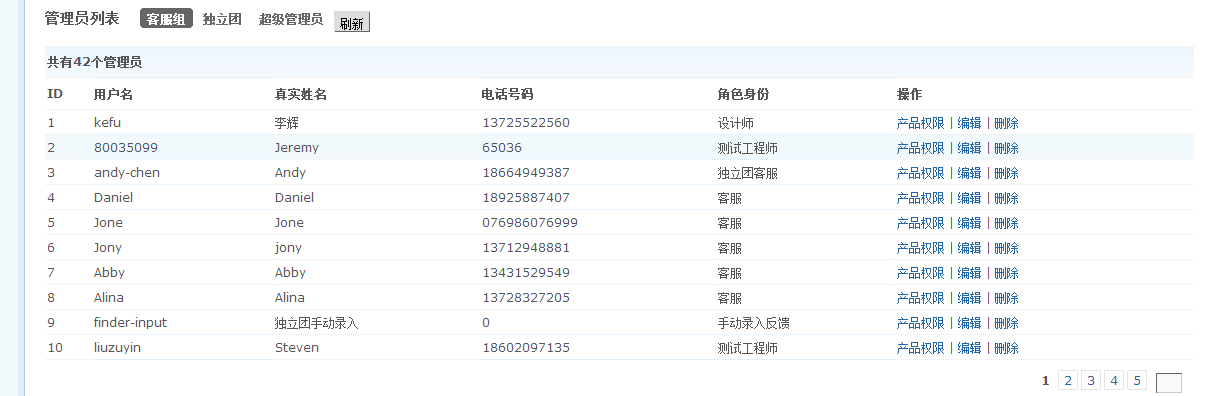 管理员列表 客服组 独立团 超级管理员 刷新
共有42个管理员
ID 用户名 真实姓名 电话号码 角色身份 操作
1 kefu 李辉 13725522560 设计师 产品权限 | 编辑 | 删除
2 80035099 Jeremy 65036 测试工程师 产品权限 | 编辑 | 删除
3 andy-chen Andy 18664949387 独立团客服 产品权限 | 编辑 | 删除
4 Daniel Daniel 18925887407 客服 产品权限 | 编辑 | 删除
5 Jone Jone 076986076999 客服 产品权限 | 编辑 | 删除
6 Jony jony 13712948881 客服 产品权限 | 编辑 | 删除
7 Abby Abby 13431529549 客服 产品权限 | 编辑 | 删除
8 Alina Alina 13728327205 客服 产品权限 | 编辑 | 删除
9 finder-input 独立团手动录入 0 手动录入反馈 产品权限 | 编辑 | 删除
10 liuzuyin Steven 18602097135 测试工程师 产品权限 | 编辑 | 删除
1 2 3 4 5